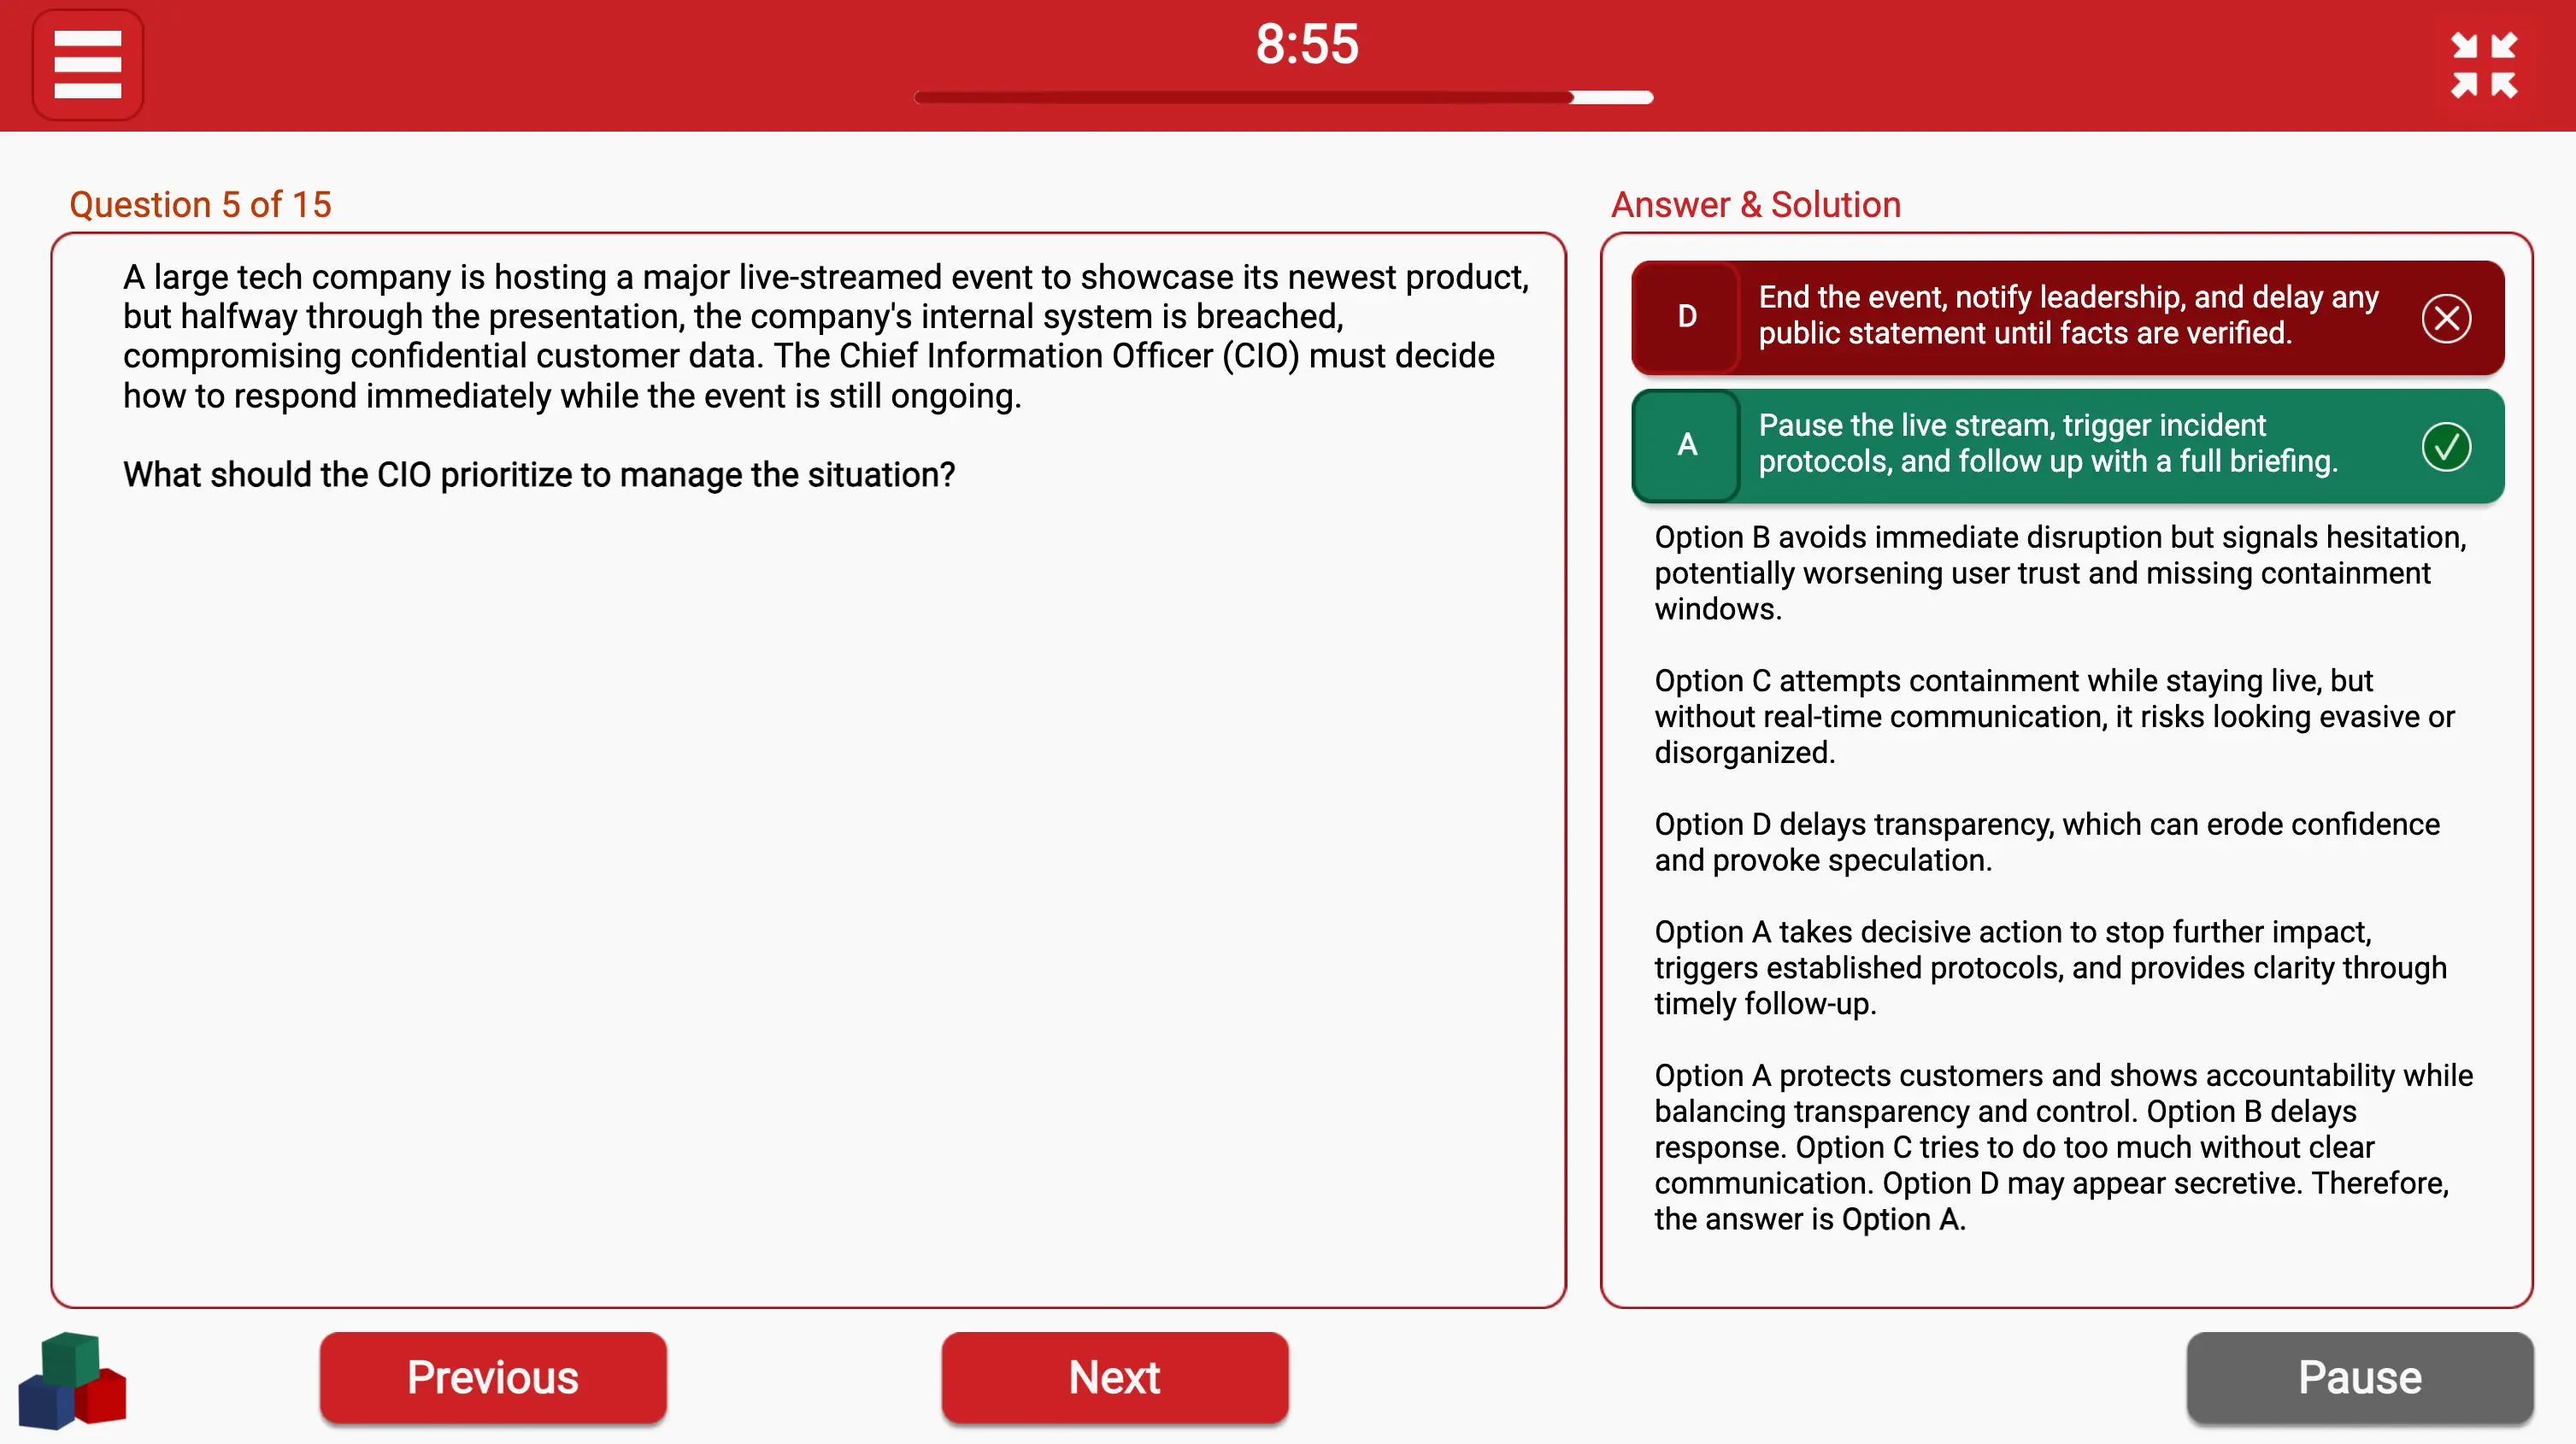 8:55
Question 5 of 15
A large tech company is hosting a major live-streamed event to showcase its newest product,
but halfway through the presentation, the company's internal system is breached,
compromising confidential customer data. The Chief Information Officer (CIO) must decide
how to respond immediately while the event is still ongoing.
What should the CIO prioritize to manage the situation?
Answer & Solution
D
End the event, notify leadership, and delay any
public statement until facts are verified.
A
Pause the live stream, trigger incident
protocols, and follow up with a full briefing.
Option B avoids immediate disruption but signals hesitation,
potentially worsening user trust and missing containment
windows.
Option C attempts containment while staying live, but
without real-time communication, it risks looking evasive or
disorganized.
Option D delays transparency, which can erode confidence
and provoke speculation.
Option A takes decisive action to stop further impact,
triggers established protocols, and provides clarity through
timely follow-up.
Option A protects customers and shows accountability while
balancing transparency and control. Option B delays
response. Option C tries to do too much without clear
communication. Option D may appear secretive. Therefore,
the answer is Option A.
Previous
Next
Pause